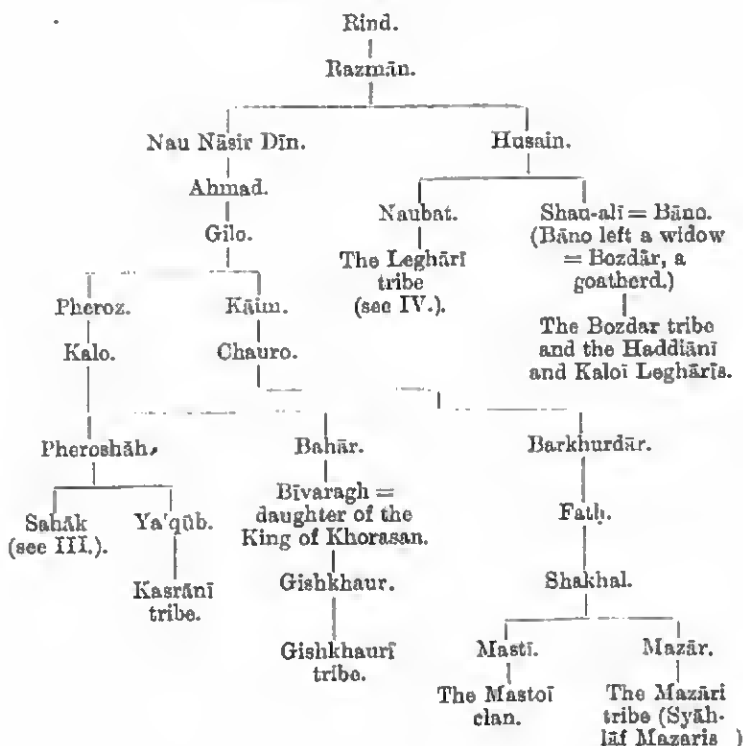 Rind.
Razmān.
Nau Nāsir Dīn.
Husain.
Ahmad.
Naubat.
Shau-alī = Bāno.
Gilo.
(Bāno left a widow
The Leghārī
= Bozdār, a
tribe
goatherd.)
Pheroz.
Kāim.
(see IV.).
The Bozdar tribe
Kalo.
Chauro.
and the Haddiānī
and Kaloī Leghārīs.
Pheroshāh,
Bahār.
Barkhurdār.
Bīvaragh =
Sahāk
Ya'qūb.
daughter of the
Fatḥ.
(see III.).
King of Khorasan.
Kasrānī
Gishkhaur.
Shakhal.
tribe.
Gishkhaurī
Mastī.
Mazār.
tribe.
The Mastoī
The Mazāri
clan.
tribe (Syāh-
lāf Mazaris )